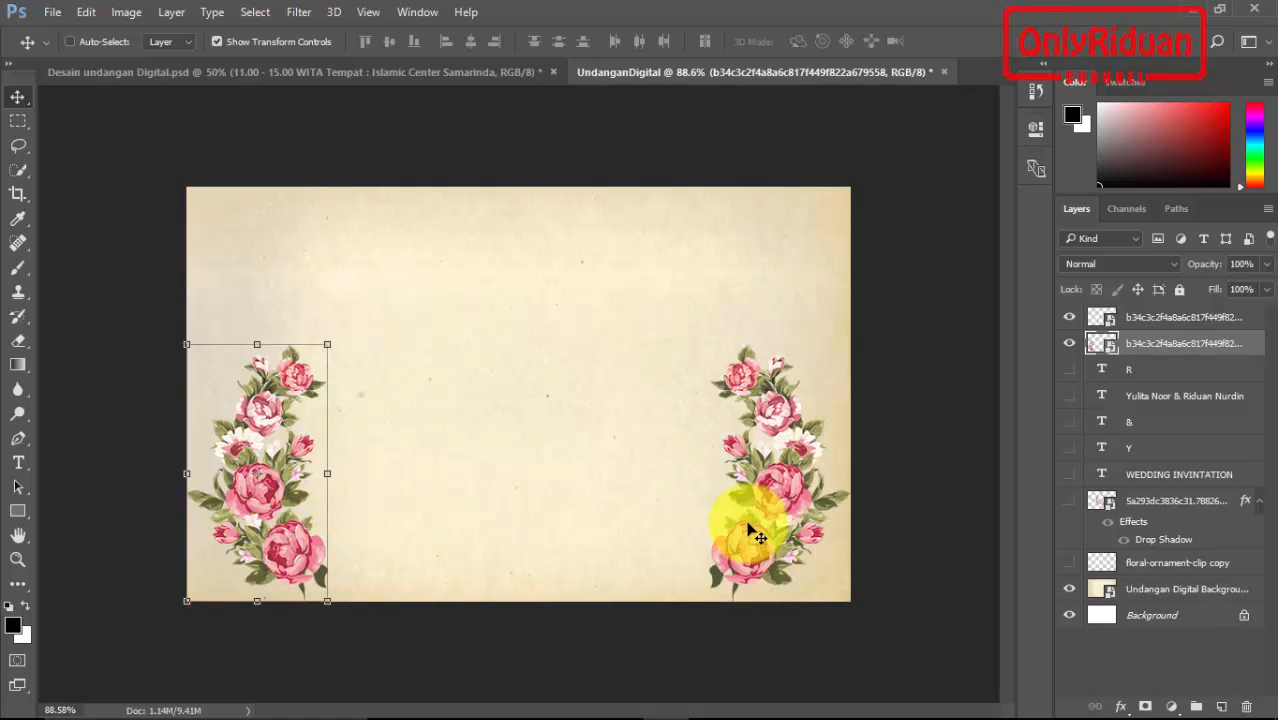 Ps File Edit Image Layer Type Select Filter 3D View Window Help
OnlyRiduan
CHANNEL
Auto-Select: Layer Show Transform Controls 3D Mode:
Desain undangan Digital.psd @ 50% (11.00 - 15.00 WITA Tempat : Islamic Center Samarinda, RGB/8) *
UndanganDigital @ 88.6% (b34c3c2f4a8a6c817f449f822a679558, RGB/8) *
Color Swatches
Layers Channels Paths
Kind
Normal Opacity: 100%
Lock: Fill: 100%
b34c3c2f4a8a6c817f449f82...
b34c3c2f4a8a6c817f449f82...
R
Yulita Noor & Riduan Nurdin
&
Y
WEDDING INVINTATION
5a293dc3836c31.78826... fx
Effects
Drop Shadow
floral-ornament-clip copy
Undangan Digital Backgrou...
Background
88.58% Doc: 1.14M/9.41M
fx